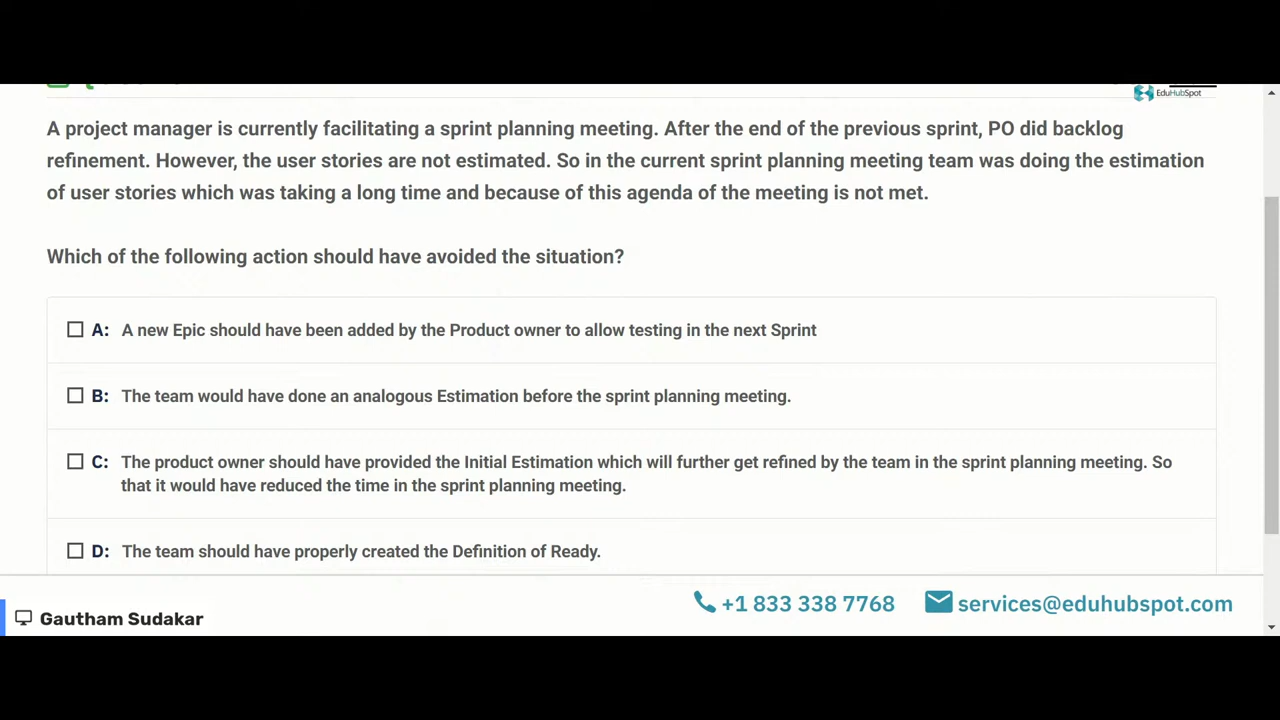 EduHubSpot
A project manager is currently facilitating a sprint planning meeting. After the end of the previous sprint, PO did backlog
refinement. However, the user stories are not estimated. So in the current sprint planning meeting team was doing the estimation
of user stories which was taking a long time and because of this agenda of the meeting is not met.
Which of the following action should have avoided the situation?
A: A new Epic should have been added by the Product owner to allow testing in the next Sprint
B: The team would have done an analogous Estimation before the sprint planning meeting.
C: The product owner should have provided the Initial Estimation which will further get refined by the team in the sprint planning meeting. So
that it would have reduced the time in the sprint planning meeting.
D: The team should have properly created the Definition of Ready.
+1 833 338 7768 services@eduhubspot.com
Gautham Sudakar